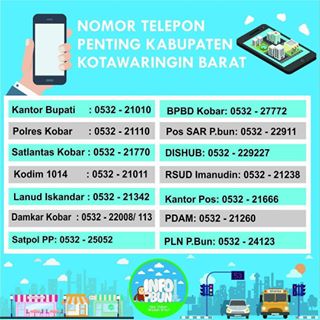 NOMOR TELEPON
PENTING KABUPATEN
KOTAWARINGIN BARAT
Kantor Bupati : 0532 - 21010
Polres Kobar : 0532 - 21110
Satlantas Kobar : 0532 - 21770
Kodim 1014 : 0532 - 21011
Lanud Iskandar : 0532 - 21342
Damkar Kobar : 0532 - 22008/ 113
Satpol PP: 0532 - 25052
BPBD Kobar: 0532 - 27772
Pos SAR P.bun: 0532 - 22911
DISHUB: 0532 - 229227
RSUD Imanudin: 0532 - 21238
Kantor Pos: 0532 - 21666
PDAM: 0532 - 21260
PLN P.Bun: 0532 - 24123
INFO
P.BUN